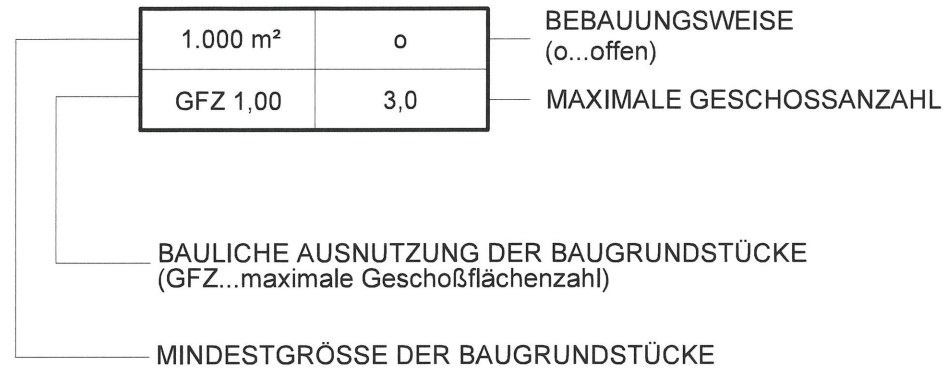 1.000 m² o
BEBAUUNGSWEISE
(o...offen)
GFZ 1,00 3,0
MAXIMALE GESCHOSSANZAHL
BAULICHE AUSNUTZUNG DER BAUGRUNDSTÜCKE
(GFZ...maximale Geschoßflächenzahl)
MINDESTGRÖSSE DER BAUGRUNDSTÜCKE